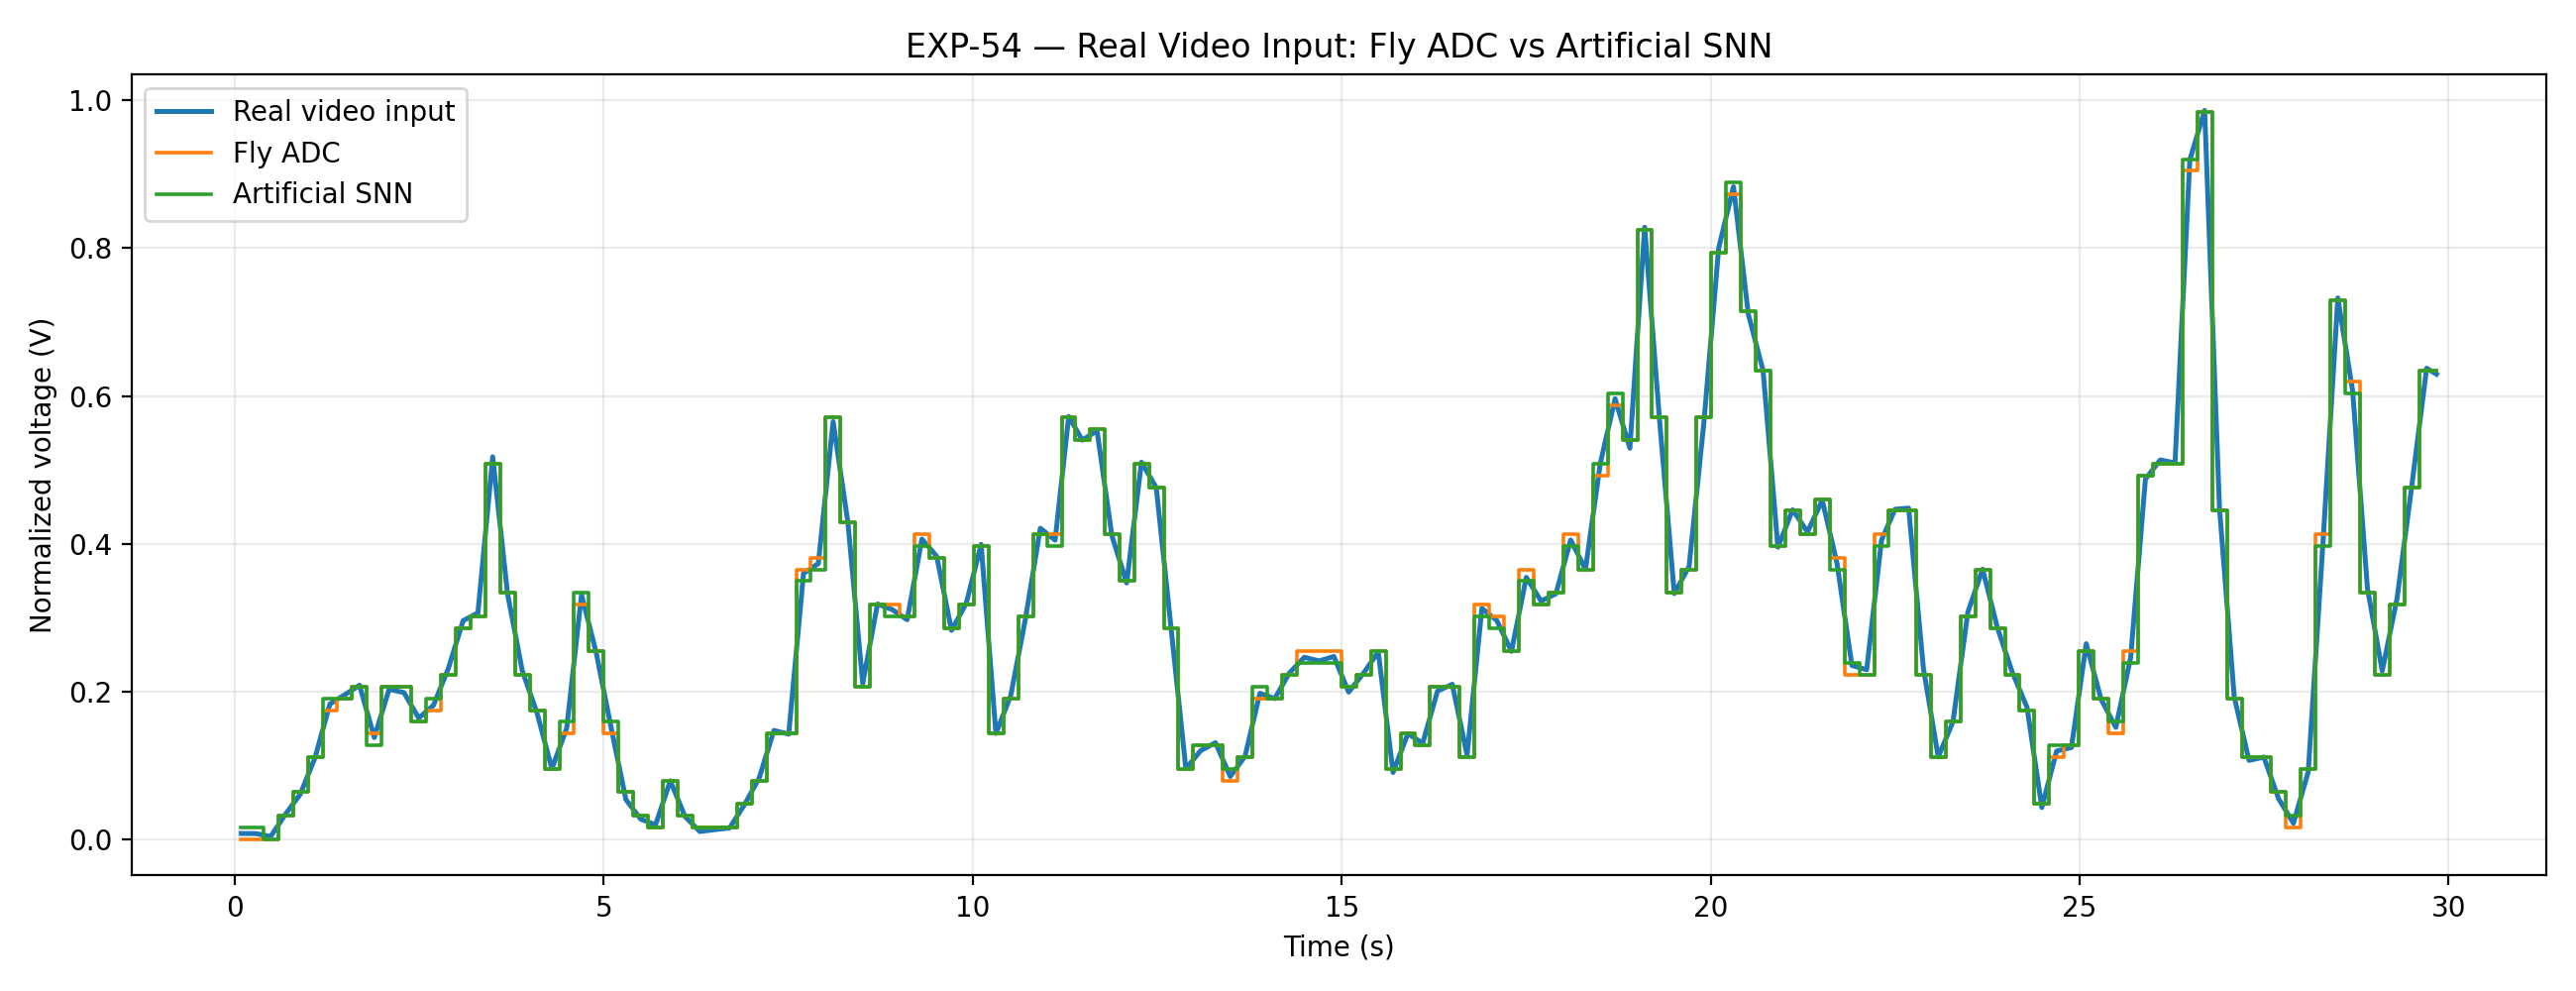 EXP-54 — Real Video Input: Fly ADC vs Artificial SNN
Real video input
Fly ADC
Artificial SNN
Normalized voltage (V)
1.0
0.8
0.6
0.4
0.2
0.0
0 5 10 15 20 25 30
Time (s)